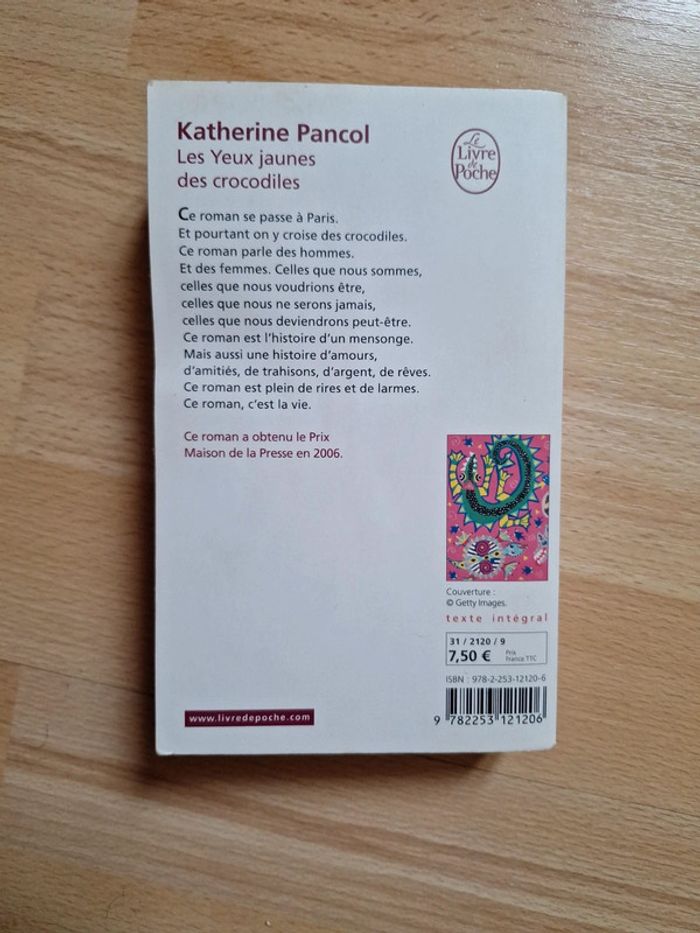 Katherine Pancol
Les Yeux jaunes
des crocodiles
Le
Livre
de
Poche
Ce roman se passe à Paris.
Et pourtant on y croise des crocodiles.
Ce roman parle des hommes.
Et des femmes. Celles que nous sommes,
celles que nous voudrions être,
celles que nous ne serons jamais,
celles que nous deviendrons peut-être.
Ce roman est l'histoire d'un mensonge.
Mais aussi une histoire d'amours,
d'amitiés, de trahisons, d'argent, de rêves.
Ce roman est plein de rires et de larmes.
Ce roman, c'est la vie.
Ce roman a obtenu le Prix
Maison de la Presse en 2006.
Couverture :
© Getty Images.
texte intégral
31 / 2120 / 9
7,50 € Prix
France TTC
ISBN : 978-2-253-12120-6
9 782253 121206
www.livredepoche.com